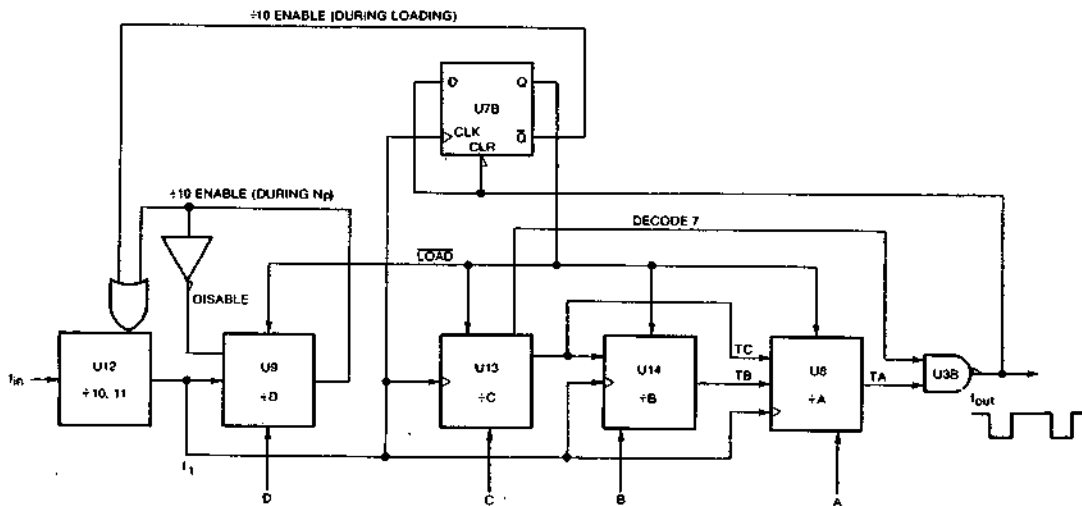 ÷10 ENABLE (DURING LOADING)
D
Q
U7B
CLK
Q̅
CLR
÷10 ENABLE (DURING Np)
DECODE 7
L̅O̅A̅D̅
DISABLE
U12
÷10, 11
fin
U9
÷D
U13
÷C
TC
U14
÷B
TB
U8
÷A
TA
U3B
fout
f1
D
C
B
A